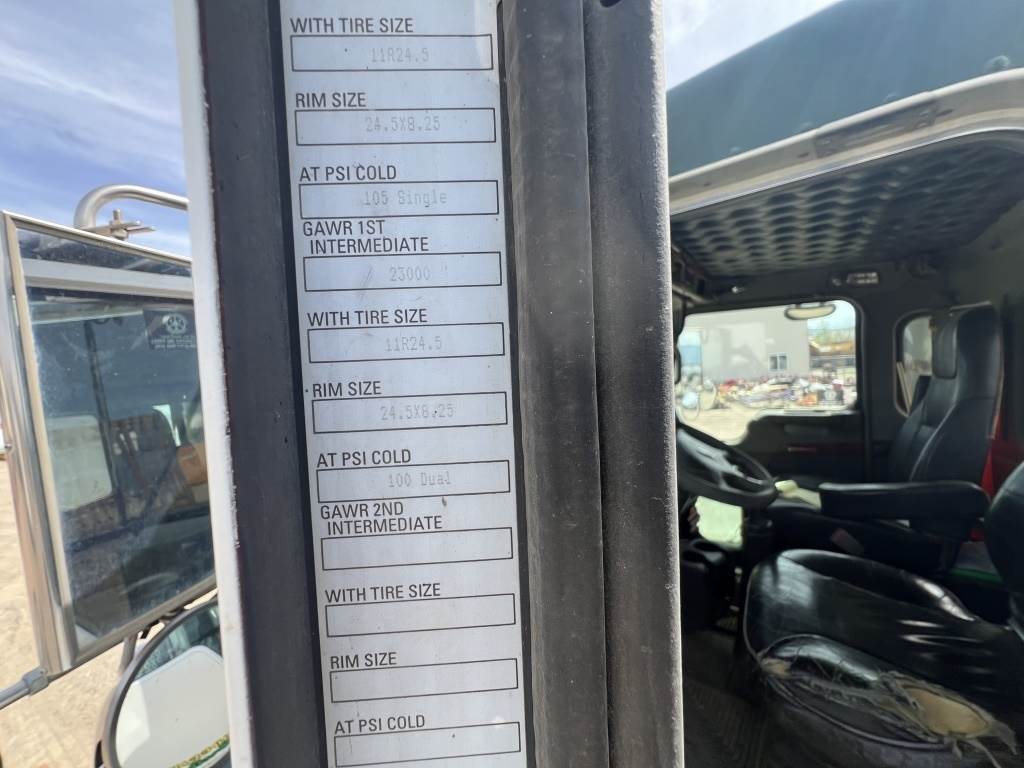 WITH TIRE SIZE
11R24.5
RIM SIZE
24.5X8.25
AT PSI COLD
105 Single
GAWR 1ST
INTERMEDIATE
23000
WITH TIRE SIZE
11R24.5
RIM SIZE
24.5X8.25
AT PSI COLD
100 Dual
GAWR 2ND
INTERMEDIATE
WITH TIRE SIZE
RIM SIZE
AT PSI COLD